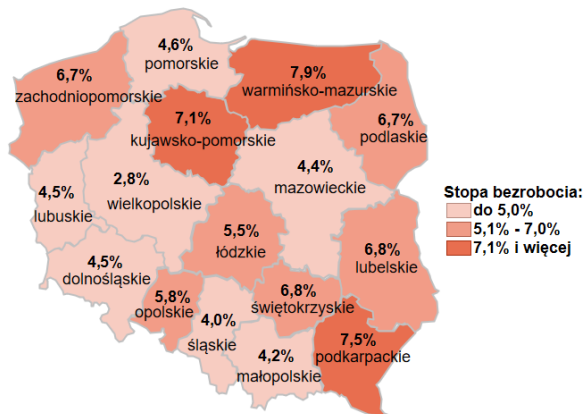 4,6%
pomorskie
6,7%
zachodniopomorskie
7,9%
warmińsko-mazurskie
7,1%
kujawsko-pomorskie
6,7%
podlaskie
4,5%
lubuskie
2,8%
wielkopolskie
4,4%
mazowieckie
Stopa bezrobocia:
do 5,0%
5,1% - 7,0%
7,1% i więcej
5,5%
łódzkie
6,8%
lubelskie
4,5%
dolnośląskie
5,8%
opolskie
4,0%
śląskie
6,8%
świętokrzyskie
4,2%
małopolskie
7,5%
podkarpackie